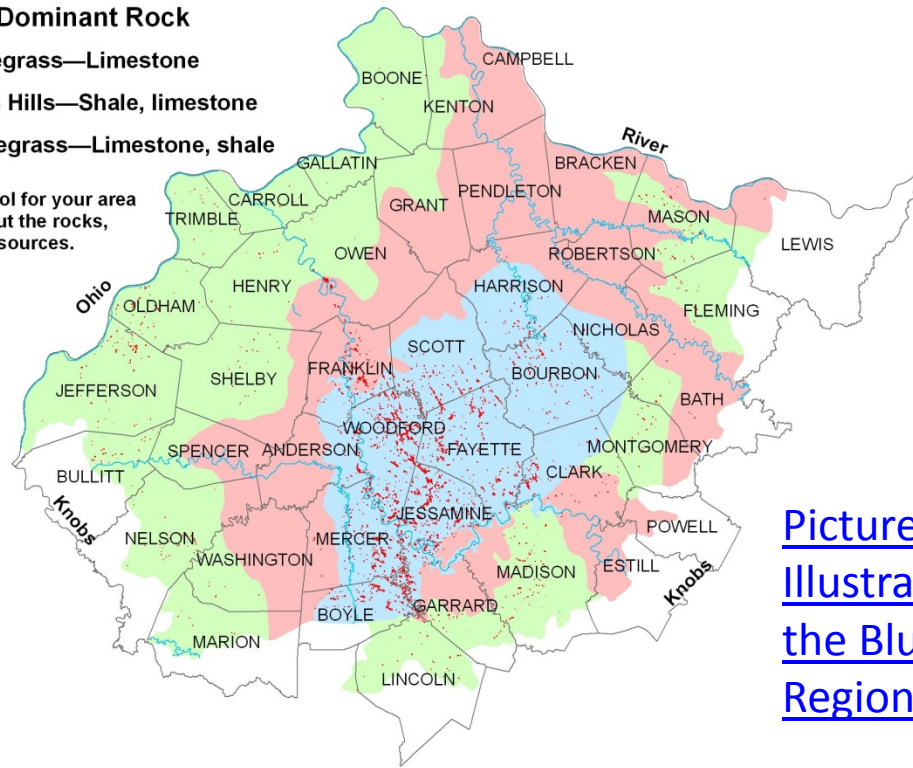 Dominant Rock
egrass—Limestone
Hills—Shale, limestone
egrass—Limestone, shale
ol for your area
ut the rocks,
sources.
CAMPBELL
BOONE
KENTON
River
GALLATIN
BRACKEN
PENDLETON
CARROLL
GRANT
TRIMBLE
MASON
LEWIS
OWEN
ROBERTSON
HENRY
HARRISON
Ohio
OLDHAM
FLEMING
NICHOLAS
SCOTT
FRANKLIN
BOURBON
SHELBY
JEFFERSON
BATH
WOODFORD
SPENCER
ANDERSON
FAYETTE
MONTGOMERY
CLARK
BULLITT
Knobs
JESSAMINE
POWELL
NELSON
MERCER
WASHINGTON
MADISON
ESTILL
Knobs
BOYLE
GARRARD
MARION
LINCOLN
Picture
Illustra
the Blu
Region